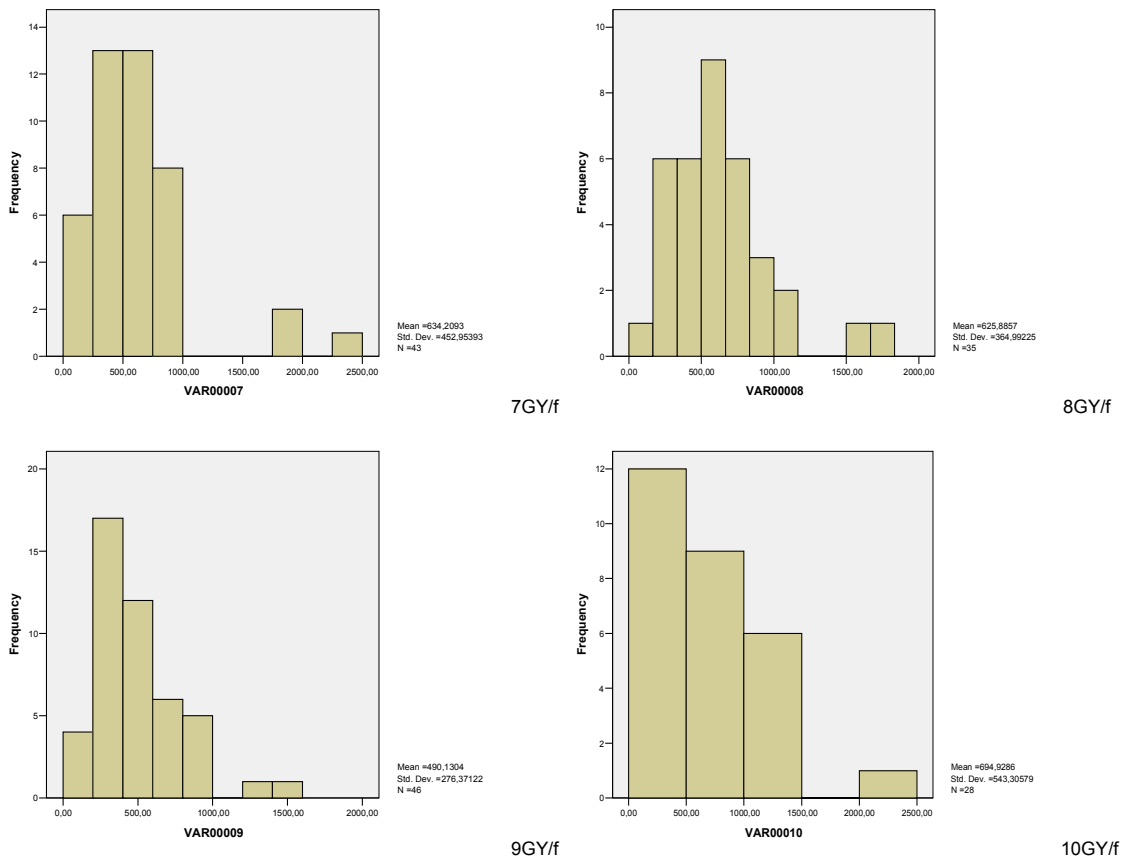 14
12
10
8
6
4
2
0
Frequency
0,00 500,00 1000,00 1500,00 2000,00 2500,00
VAR00007
Mean =634,2093
Std. Dev. =452,95393
N =43
7GY/f
10
8
6
4
2
0
Frequency
0,00 500,00 1000,00 1500,00 2000,00
VAR00008
Mean =625,8857
Std. Dev. =364,99225
N =35
8GY/f
20
15
10
5
0
Frequency
0,00 500,00 1000,00 1500,00 2000,00
VAR00009
Mean =490,1304
Std. Dev. =276,37122
N =46
9GY/f
12
10
8
6
4
2
0
Frequency
0,00 500,00 1000,00 1500,00 2000,00 2500,00
VAR00010
Mean =694,9286
Std. Dev. =543,30579
N =28
10GY/f